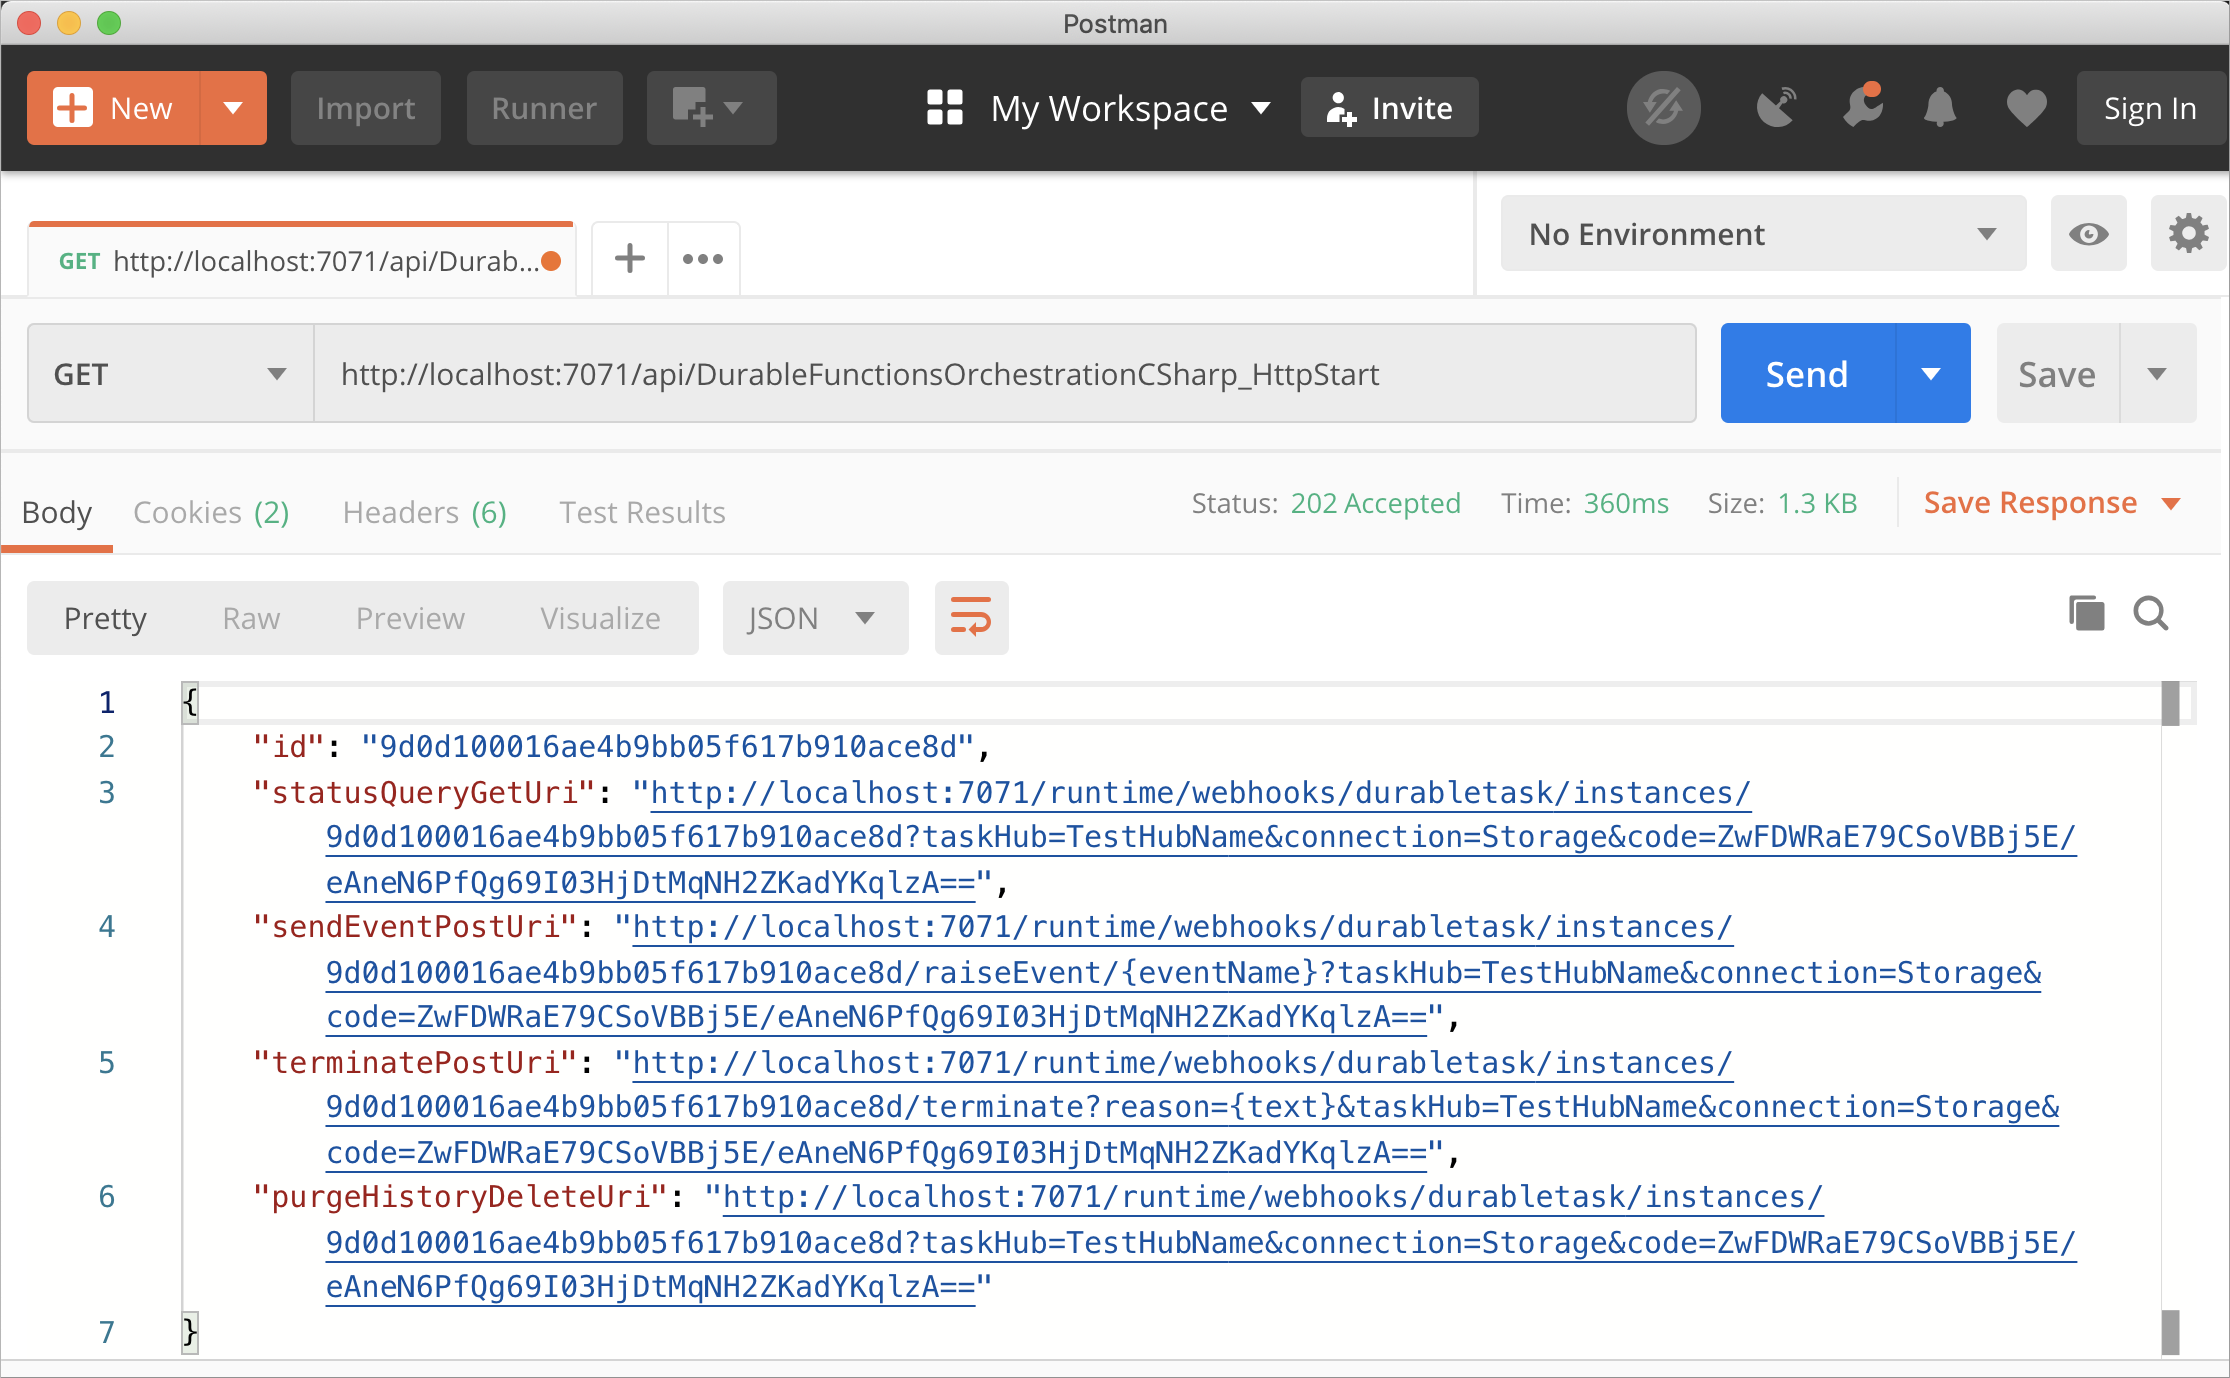 Postman
New
Import
Runner
My Workspace
Invite
Sign In
GET http://localhost:7071/api/Durab...
No Environment
GET
http://localhost:7071/api/DurableFunctionsOrchestrationCSharp_HttpStart
Send
Save
Body
Cookies (2)
Headers (6)
Test Results
Status: 202 Accepted
Time: 360ms
Size: 1.3 KB
Save Response
Pretty
Raw
Preview
Visualize
JSON
1 {
2 "id": "9d0d100016ae4b9bb05f617b910ace8d",
3 "statusQueryGetUri": "http://localhost:7071/runtime/webhooks/durabletask/instances/
9d0d100016ae4b9bb05f617b910ace8d?taskHub=TestHubName&connection=Storage&code=ZwFDWRaE79CSoVBBj5E/
eAneN6PfQg69I03HjDtMqNH2ZKadYKqlzA==",
4 "sendEventPostUri": "http://localhost:7071/runtime/webhooks/durabletask/instances/
9d0d100016ae4b9bb05f617b910ace8d/raiseEvent/{eventName}?taskHub=TestHubName&connection=Storage&
code=ZwFDWRaE79CSoVBBj5E/eAneN6PfQg69I03HjDtMqNH2ZKadYKqlzA==",
5 "terminatePostUri": "http://localhost:7071/runtime/webhooks/durabletask/instances/
9d0d100016ae4b9bb05f617b910ace8d/terminate?reason={text}&taskHub=TestHubName&connection=Storage&
code=ZwFDWRaE79CSoVBBj5E/eAneN6PfQg69I03HjDtMqNH2ZKadYKqlzA==",
6 "purgeHistoryDeleteUri": "http://localhost:7071/runtime/webhooks/durabletask/instances/
9d0d100016ae4b9bb05f617b910ace8d?taskHub=TestHubName&connection=Storage&code=ZwFDWRaE79CSoVBBj5E/
eAneN6PfQg69I03HjDtMqNH2ZKadYKqlzA=="
7 }